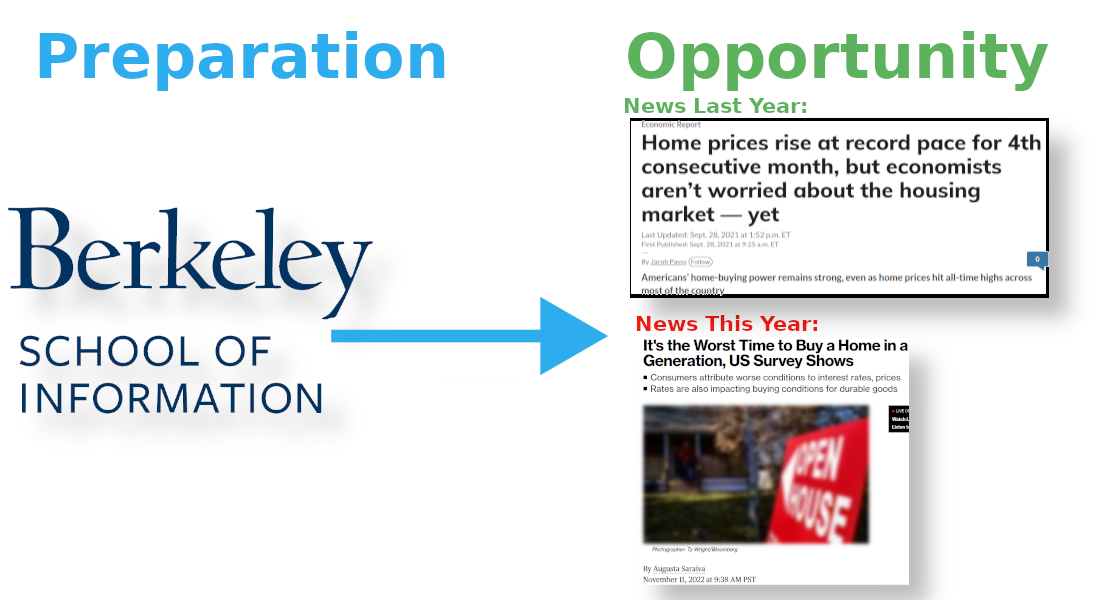 Preparation
Opportunity
News Last Year:
Economic Report
Home prices rise at record pace for 4th
consecutive month, but economists
aren't worried about the housing
market — yet
Last Updated: Sept. 28, 2021 at 1:52 p.m. ET
First Published: Sept. 28, 2021 at 9:25 a.m. ET
By Jacob Passy Follow
0
Americans' home-buying power remains strong, even as home prices hit all-time highs across
most of the country
Berkeley
SCHOOL OF
INFORMATION
News This Year:
It's the Worst Time to Buy a Home in a
Generation, US Survey Shows
▪ Consumers attribute worse conditions to interest rates, prices
▪ Rates are also impacting buying conditions for durable goods
LIVE
Watch L
Listen
OPEN
HOUSE
Photographer: Ty Wright/Bloomberg
By Augusta Saraiva
November 11, 2022 at 9:38 AM PST